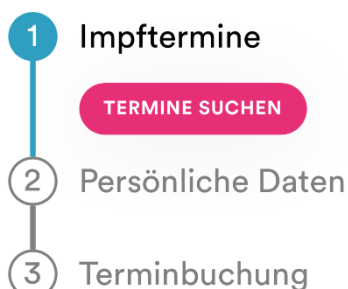 1 Impftermine
TERMINE SUCHEN
2 Persönliche Daten
3 Terminbuchung